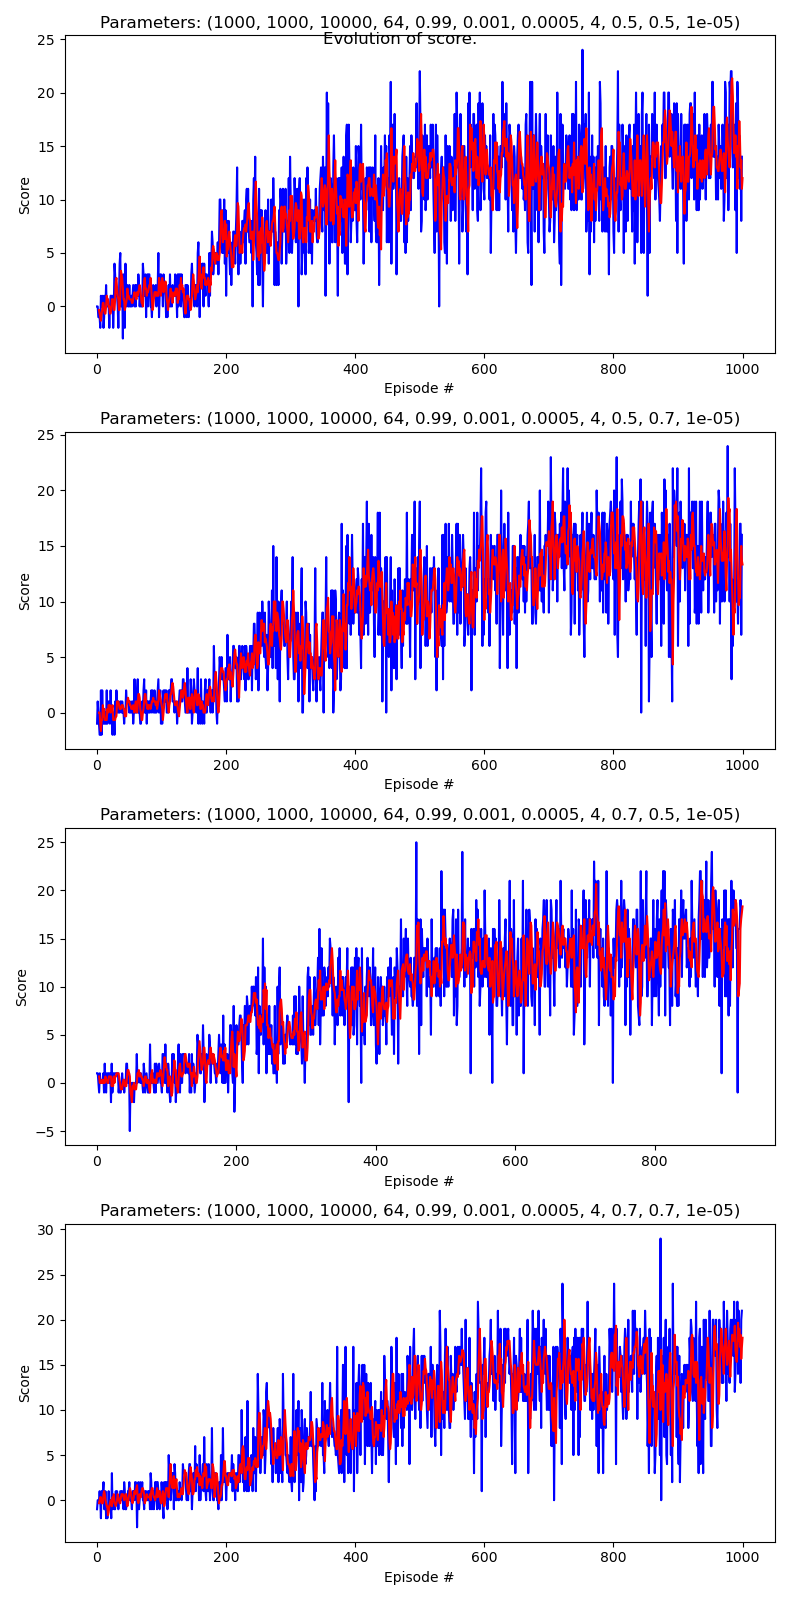 Parameters: (1000, 1000, 10000, 64, 0.99, 0.001, 0.0005, 4, 0.5, 0.5, 1e-05)
Evolution of score.
25
20
15
10
5
0
Score
0 200 400 600 800 1000
Episode #
Parameters: (1000, 1000, 10000, 64, 0.99, 0.001, 0.0005, 4, 0.5, 0.7, 1e-05)
25
20
15
10
5
0
Score
0 200 400 600 800 1000
Episode #
Parameters: (1000, 1000, 10000, 64, 0.99, 0.001, 0.0005, 4, 0.7, 0.5, 1e-05)
25
20
15
10
5
0
−5
Score
0 200 400 600 800
Episode #
Parameters: (1000, 1000, 10000, 64, 0.99, 0.001, 0.0005, 4, 0.7, 0.7, 1e-05)
30
25
20
15
10
5
0
Score
0 200 400 600 800 1000
Episode #